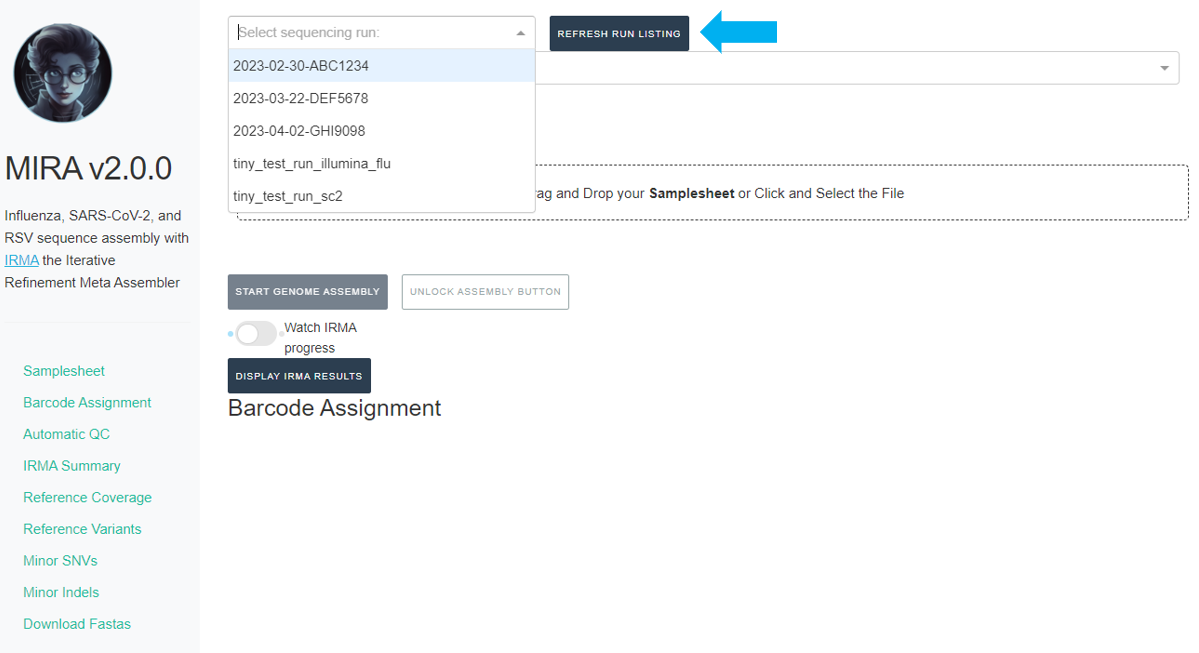 Select sequencing run:
REFRESH RUN LISTING
2023-02-30-ABC1234
2023-03-22-DEF5678
2023-04-02-GHI9098
tiny_test_run_illumina_flu
tiny_test_run_sc2
and Drop your Samplesheet or Click and Select the File
START GENOME ASSEMBLY
UNLOCK ASSEMBLY BUTTON
Watch IRMA
progress
DISPLAY IRMA RESULTS
Barcode Assignment
MIRA v2.0.0
Influenza, SARS-CoV-2, and
RSV sequence assembly with
IRMA the Iterative
Refinement Meta Assembler
Samplesheet
Barcode Assignment
Automatic QC
IRMA Summary
Reference Coverage
Reference Variants
Minor SNVs
Minor Indels
Download Fastas